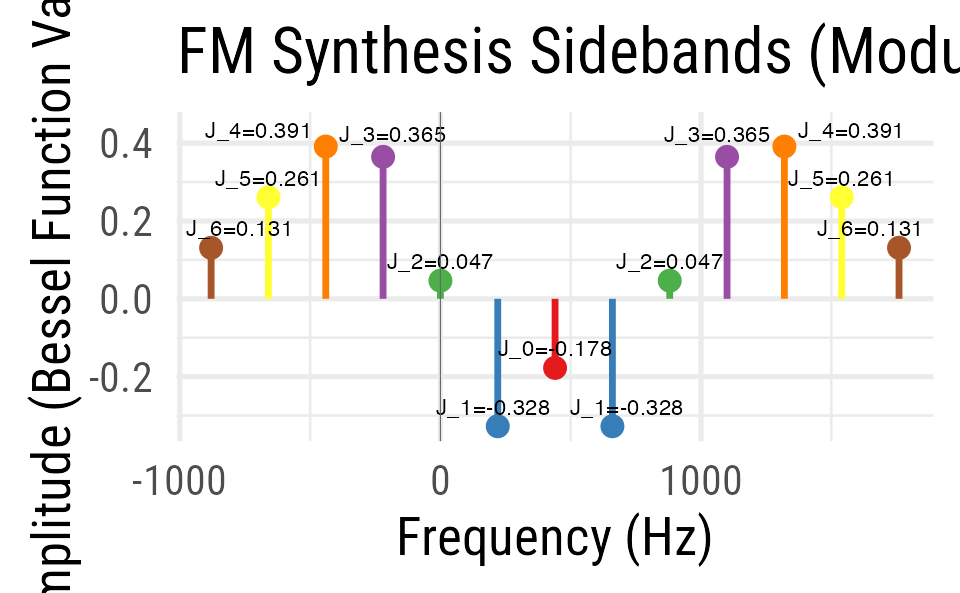 FM Synthesis Sidebands (Modu
mplitude (Bessel Function Va
0.4
0.2
0.0
-0.2
J_4=0.391
J_3=0.365
J_3=0.365
J_4=0.391
J_5=0.261
J_5=0.261
J_6=0.131
J_6=0.131
J_2=0.047
J_2=0.047
J_0=-0.178
J_1=-0.328
J_1=-0.328
-1000
0
1000
Frequency (Hz)